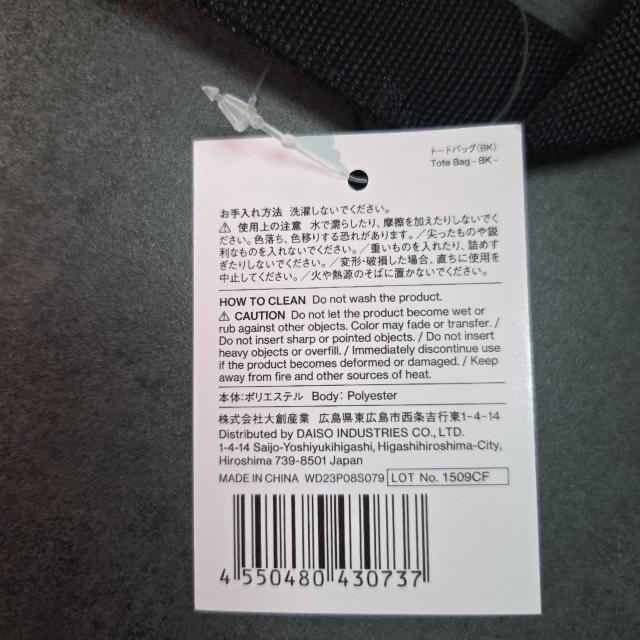 トートバッグ(BK)
Tote Bag - BK -
お手入れ方法 洗濯しないでください。
⚠ 使用上の注意 水で濡らしたり、摩擦を加えたりしないでく
ださい。色落ち、色移りする恐れがあります。／尖ったものや鋭
利なものを入れないでください。／重いものを入れたり、詰めす
ぎたりしないでください。／変形・破損した場合、直ちに使用を
中止してください。／火や熱源のそばに置かないでください。
HOW TO CLEAN Do not wash the product.
⚠ CAUTION Do not let the product become wet or
rub against other objects. Color may fade or transfer. /
Do not insert sharp or pointed objects. / Do not insert
heavy objects or overfill. / Immediately discontinue use
if the product becomes deformed or damaged. / Keep
away from fire and other sources of heat.
本体：ポリエステル Body: Polyester
株式会社大創産業 広島県東広島市西条吉行東1-4-14
Distributed by DAISO INDUSTRIES CO., LTD.
1-4-14 Saijo-Yoshiyukihigashi, Higashihiroshima-City,
Hiroshima 739-8501 Japan
MADE IN CHINA WD23P08S079 LOT No. 1509CF
4 550480 430737